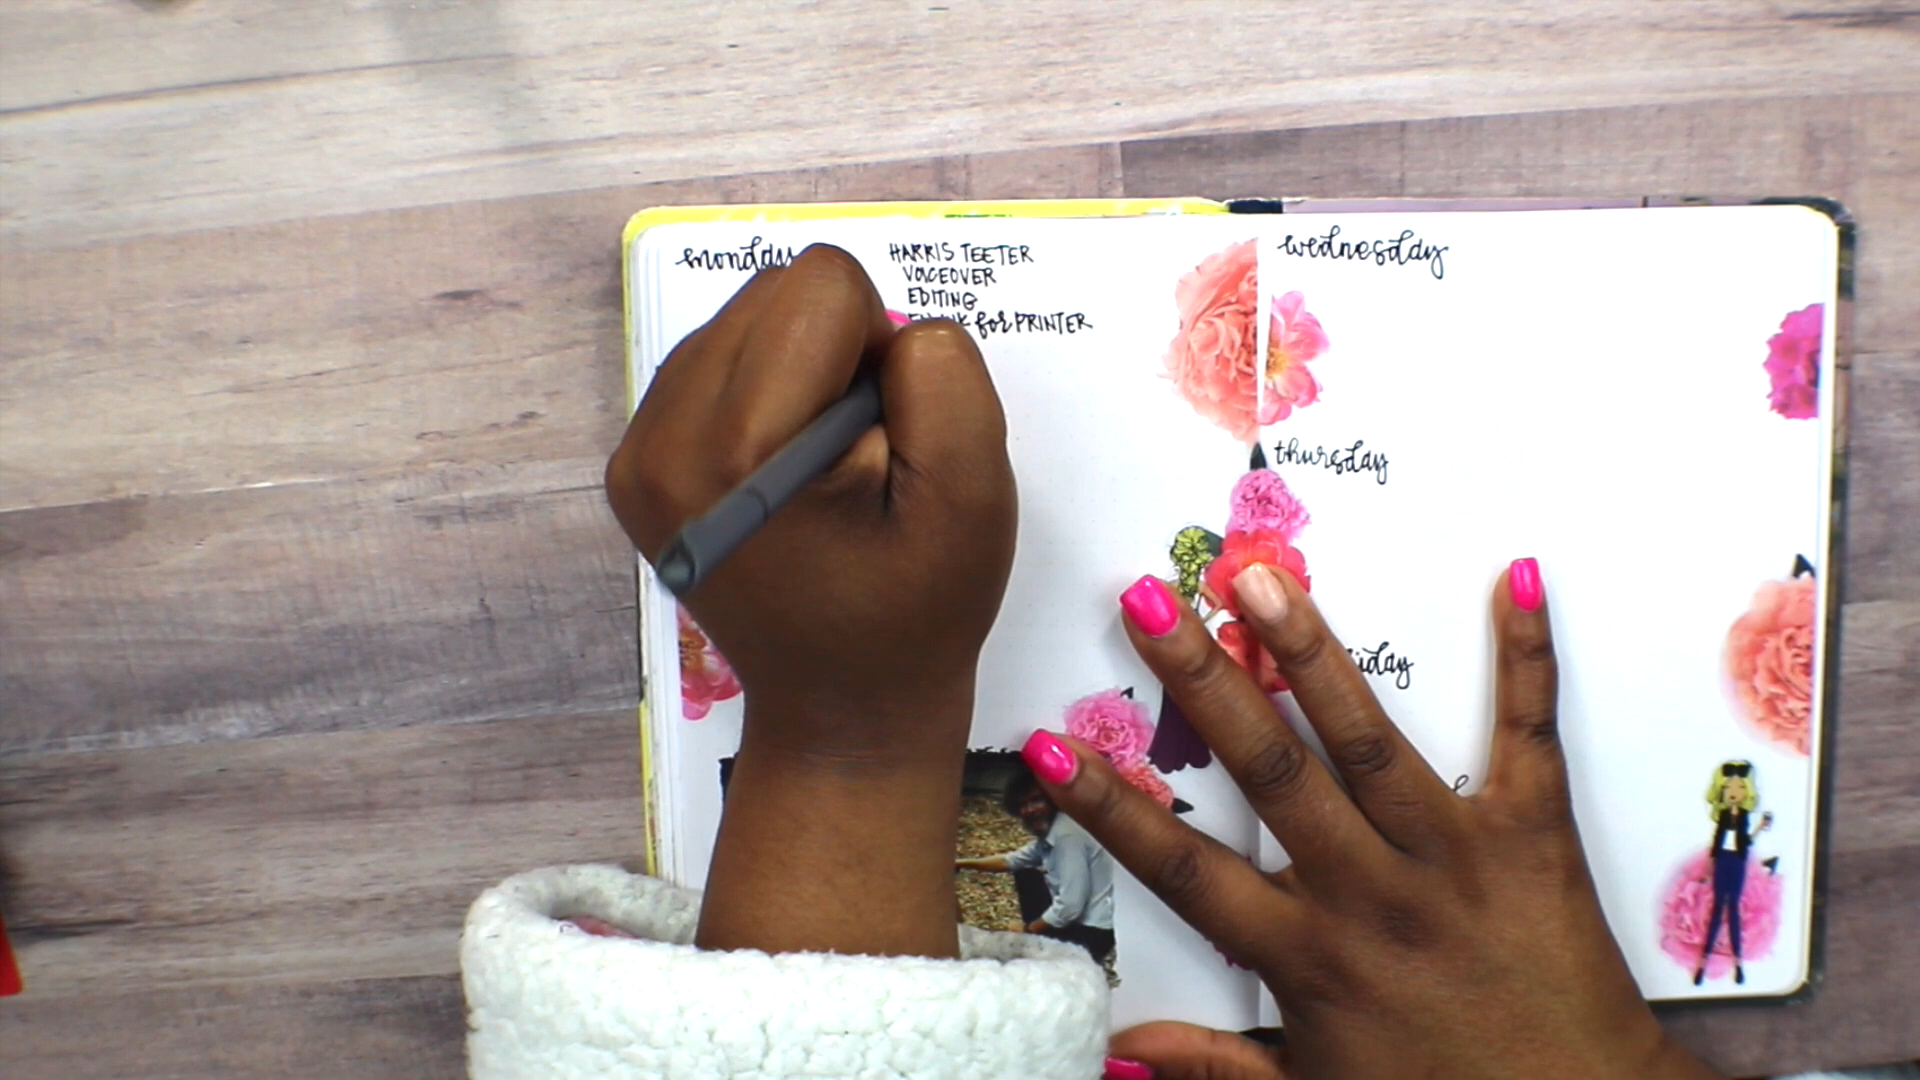 monday
HARRIS TEETER
VOICEOVER
EDITING
for PRINTER
wednesday
thursday